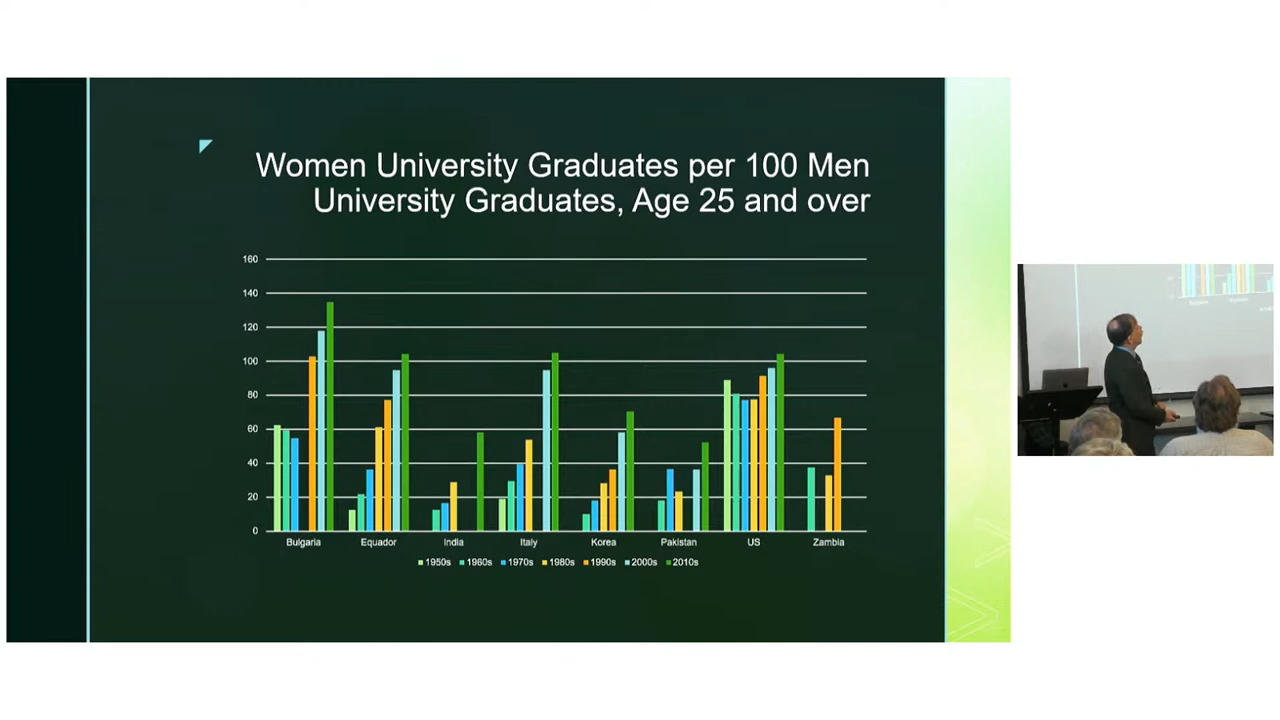 Women University Graduates per 100 Men
University Graduates, Age 25 and over
160
140
120
100
80
60
40
20
0
Bulgaria Equador India Italy Korea Pakistan US Zambia
1950s 1960s 1970s 1980s 1990s 2000s 2010s